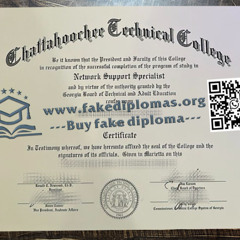 Chattahoochee Technical College
Be it known that the President and Faculty of this College
in recognition of the successful completion of the program of study in
Network Support Specialist
and by virtue of the authority granted by the
Georgia Board of Technical and Adult Education
www.fakediplomas.org
---Buy fake diploma---
Certificate
In Testimony whereof, we have hereunto affixed the seal of the College and the
signatures of its officials. Given in Marietta on this